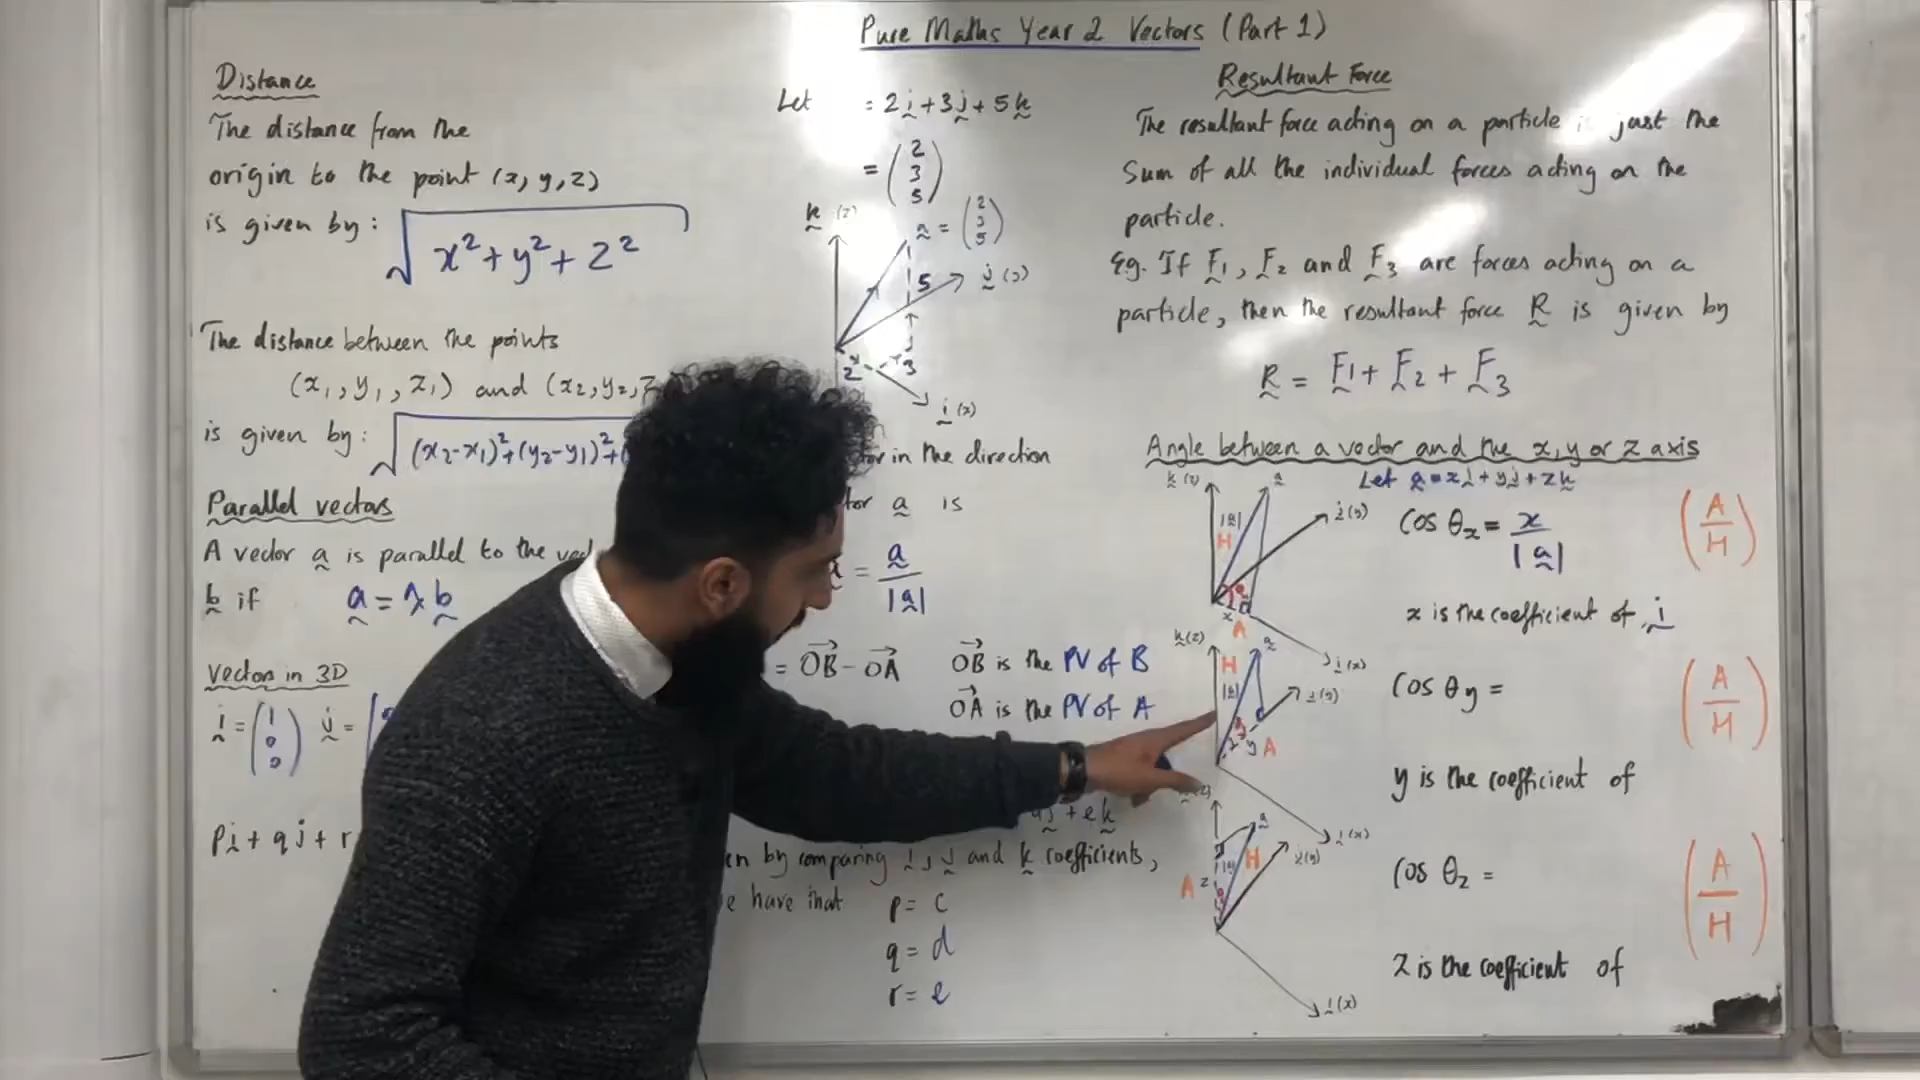 Pure Maths Year 2 Vectors (Part 1)
Distance
The distance from the
origin to the point (x, y, z)
is given by: √x²+y²+z²
The distance between the points
(x₁, y₁, z₁) and (x₂, y₂,
is given by: √(x₂-x₁)²+(y₂-y₁)²+(
Parallel vectors
A vector a is parallel to the
b if a = λb
Vectors in 3D
i = (1 0 0) j =
pi + qj + r
Let = 2i + 3j + 5k
= (2 3 5)
k (z)
a = (2 3 5)
j (y)
5
2
3
i (x)
in the direction
a is
= a/|a|
= OB - OA OB is the PV of B
OA is the PV of A
+ ek
by comparing i, j and k coefficients,
have that p = c
q = d
r = e
Resultant Force
The resultant force acting on a particle is just the
Sum of all the individual forces acting on the
particle.
Eg. If F₁, F₂ and F₃ are forces acting on a
particle, then the resultant force R is given by
R = F₁ + F₂ + F₃
Angle between a vector and the x, y or z axis
Let a = xi + yj + zk
k (z) a
j (y)
|a|
H
x
A
i (x)
Cos θx = x/|a| (A/H)
x is the coefficient of i
k (z) a
H
|a|
j (y)
y A
i (x)
Cos θy = (A/H)
y is the coefficient of
a
H
j (y)
A z
i (x)
Cos θz = (A/H)
z is the coefficient of